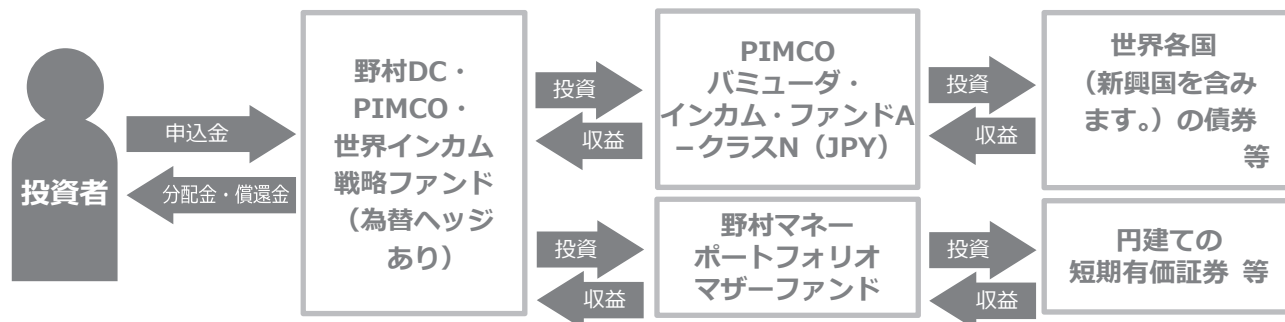 投資者
申込金
分配金・償還金
野村DC・
PIMCO・
世界インカム
戦略ファンド
（為替ヘッジ
あり）
投資
収益
PIMCO
バミューダ・
インカム・ファンドA
－クラスN（JPY）
投資
収益
世界各国
（新興国を含み
ます。）の債券
等
投資
収益
野村マネー
ポートフォリオ
マザーファンド
投資
収益
円建ての
短期有価証券 等